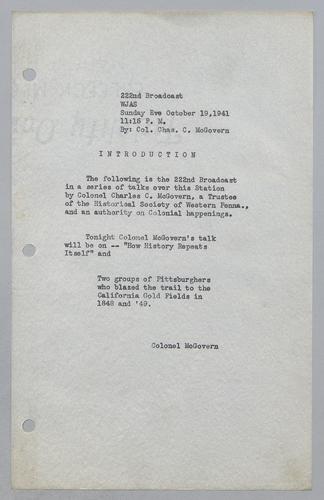 222nd Broadcast
WJAS
Sunday Eve October 19,1941
11:15 P. M.
By: Col. Chas. C. McGovern
INTRODUCTION
The following is the 222nd Broadcast
in a series of talks over this Station
by Colonel Charles C. McGovern, a Trustee
of the Historical Society of Western Penna.,
and an authority on Colonial happenings.
Tonight Colonel McGovern's talk
will be on -- "How History Repeats
Itself" and
Two groups of Pittsburghers
who blazed the trail to the
California Gold Fields in
1848 and '49.
Colonel McGovern